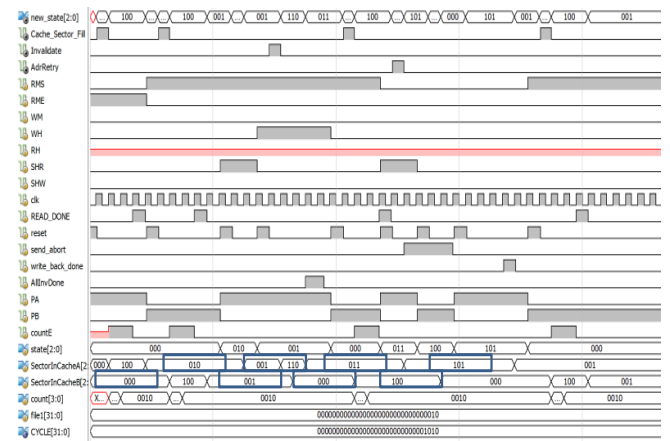 new_state[2:0] ... 100 ... ... 100 001 ... 001 110 011 ... 100 ... 101 ... 000 101 001 ... 100 001
Cache_Sector_Fill
Invalidate
AdrRetry
RMS
RME
WM
WH
RH
SHR
SHW
clk
READ_DONE
reset
send_abort
write_back_done
AllInvDone
PA
PB
countE
state[2:0] 000 010 001 000 011 100 101 000
SectorInCacheA[2: 000 100 010 001 110 011 101 001
SectorInCacheB[2: 000 100 001 000 100 000 100 001
count[3:0] X... ... 0010 ... 0010 ... 0010 ... 0010
file1[31:0] 00000000000000000000000000000010
CYCLE[31:0] 00000000000000000000000000001010